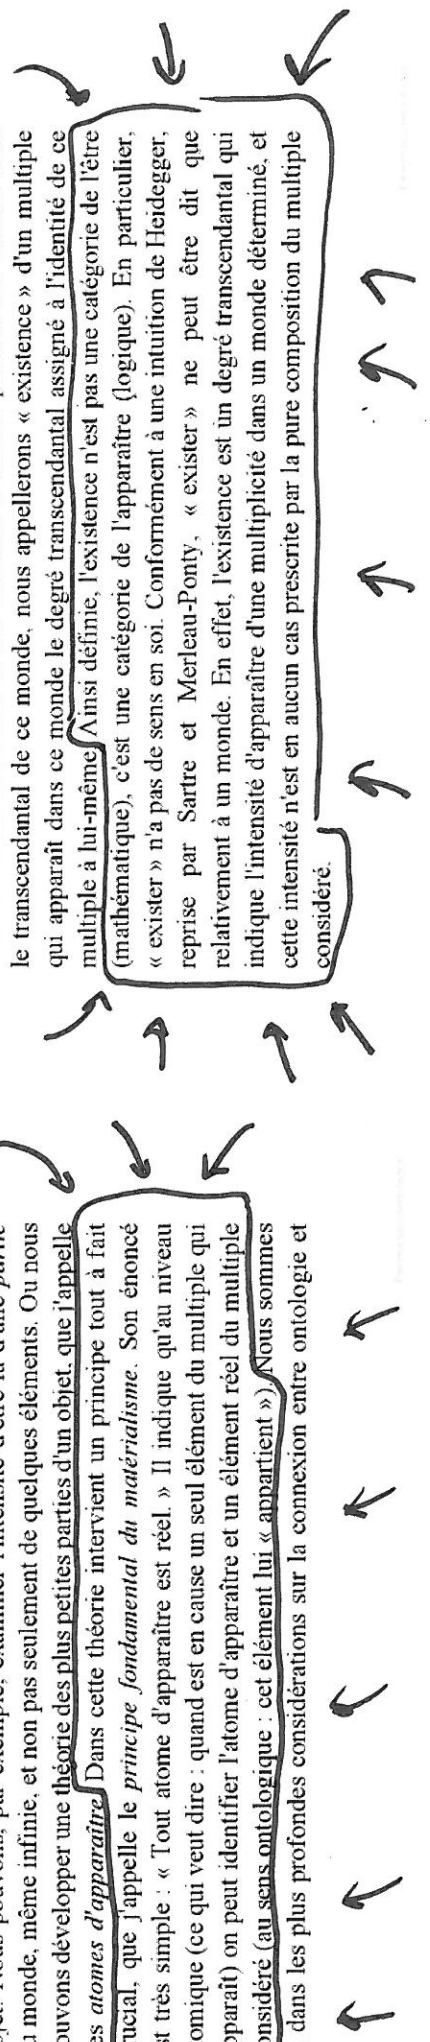 le transcendantal de ce monde, nous appellerons « existence » d'un multiple
qui apparaît dans ce monde le degré transcendantal assigné à l'identité de ce
multiple à lui-même. Ainsi définie, l'existence n'est pas une catégorie de l'être
(mathématique), c'est une catégorie de l'apparaître (logique). En particulier,
« exister » n'a pas de sens en soi. Conformément à une intuition de Heidegger,
reprise par Sartre et Merleau-Ponty, « exister » ne peut être dit que
relativement à un monde. En effet, l'existence est un degré transcendantal qui
indique l'intensité d'apparaître d'une multiplicité dans un monde déterminé, et
cette intensité n'est en aucun cas prescrite par la pure composition du multiple
considéré.
jet. Nous pouvons, par exemple, examiner l'intensité d'être-là d'une partie
u monde, même infinie, et non pas seulement de quelques éléments. Ou nous
ouvons développer une théorie des plus petites parties d'un objet, que j'appelle
es atomes d'apparaître. Dans cette théorie intervient un principe tout à fait
rucial, que j'appelle le principe fondamental du matérialisme. Son énoncé
st très simple : « Tout atome d'apparaître est réel. » Il indique qu'au niveau
omique (ce qui veut dire : quand est en cause un seul élément du multiple qui
pparaît) on peut identifier l'atome d'apparaître et un élément réel du multiple
onsidéré (au sens ontologique : cet élément lui « appartient »). Nous sommes
dans les plus profondes considérations sur la connexion entre ontologie et